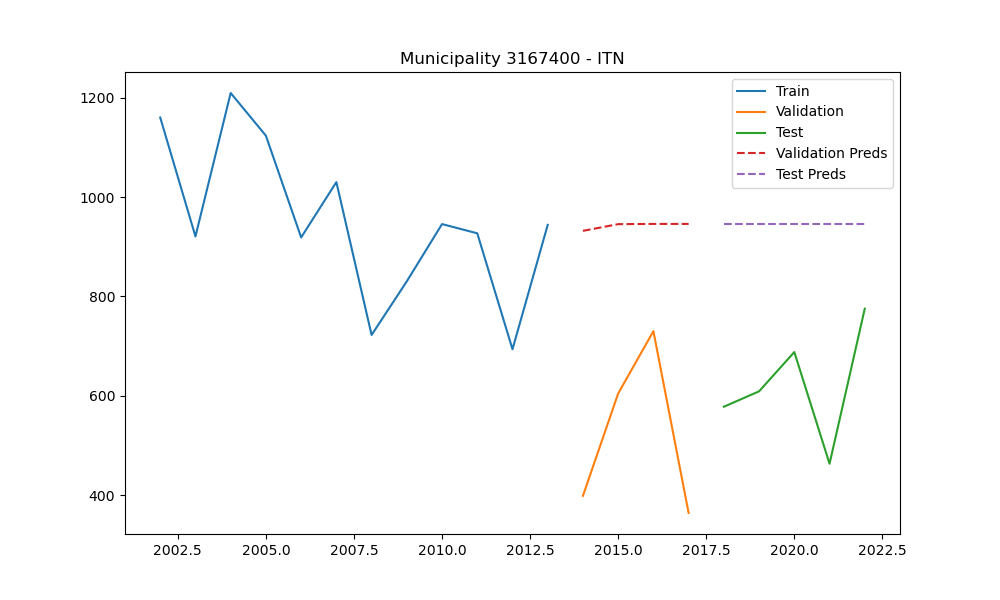 Municipality 3167400 - ITN
1200
1000
800
600
400
2002.5 2005.0 2007.5 2010.0 2012.5 2015.0 2017.5 2020.0 2022.5
Train
Validation
Test
Validation Preds
Test Preds